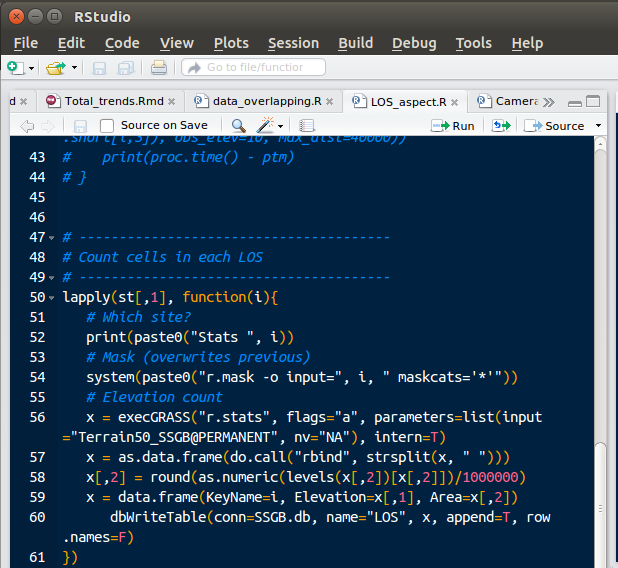 RStudio
File Edit Code View Plots Session Build Debug Tools Help
Go to file/functior
d Total_trends.Rmd data_overlapping.R LOS_aspect.R Camera
Source on Save Run Source
.short[i,3]), obs_elev=10, max_dist=40000))
43 #    print(proc.time() - ptm)
44 # }
45
46
47 # ---------------------------------------
48 # Count cells in each LOS
49 # ---------------------------------------
50 lapply(st[,1], function(i){
51    # Which site?
52    print(paste0("Stats ", i))
53    # Mask (overwrites previous)
54    system(paste0("r.mask -o input=", i, " maskcats='*'"))
55    # Elevation count
56    x = execGRASS("r.stats", flags="a", parameters=list(input
="Terrain50_SSGB@PERMANENT", nv="NA"), intern=T)
57    x = as.data.frame(do.call("rbind", strsplit(x, " ")))
58    x[,2] = round(as.numeric(levels(x[,2])[x[,2]])/1000000)
59    x = data.frame(KeyName=i, Elevation=x[,1], Area=x[,2])
60       dbWriteTable(conn=SSGB.db, name="LOS", x, append=T, row
.names=F)
61 })